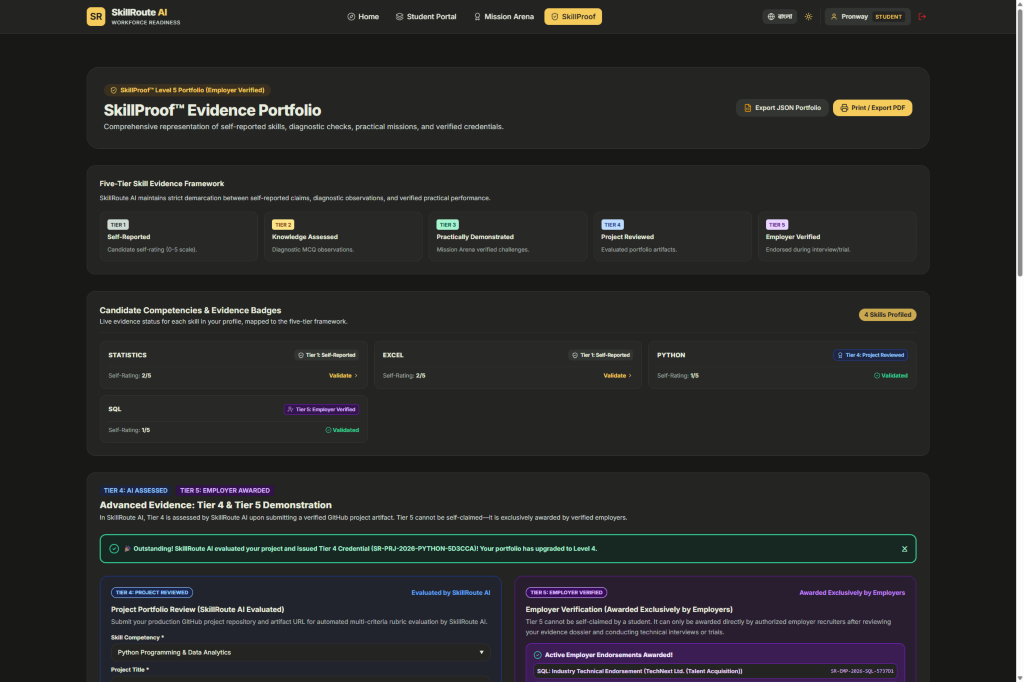 SR
SkillRoute AI
WORKFORCE READINESS
Home
Student Portal
Mission Arena
SkillProof
বাংলা
Pronway STUDENT
SkillProof™ Level 5 Portfolio (Employer Verified)
SkillProof™ Evidence Portfolio
Comprehensive representation of self-reported skills, diagnostic checks, practical missions, and verified credentials.
Export JSON Portfolio
Print / Export PDF
Five-Tier Skill Evidence Framework
SkillRoute AI maintains strict demarcation between self-reported claims, diagnostic observations, and verified practical performance.
TIER 1
Self-Reported
Candidate self-rating (0-5 scale).
TIER 2
Knowledge Assessed
Diagnostic MCQ observations.
TIER 3
Practically Demonstrated
Mission Arena verified challenges.
TIER 4
Project Reviewed
Evaluated portfolio artifacts.
TIER 5
Employer Verified
Endorsed during interview/trial.
Candidate Competencies & Evidence Badges
Live evidence status for each skill in your profile, mapped to the five-tier framework.
4 Skills Profiled
STATISTICS
Tier 1: Self-Reported
Self-Rating: 2/5
Validate >
EXCEL
Tier 1: Self-Reported
Self-Rating: 2/5
Validate >
PYTHON
Tier 4: Project Reviewed
Self-Rating: 1/5
Validated
SQL
Tier 5: Employer Verified
Self-Rating: 1/5
Validated
TIER 4: AI ASSESSED
TIER 5: EMPLOYER AWARDED
Advanced Evidence: Tier 4 & Tier 5 Demonstration
In SkillRoute AI, Tier 4 is assessed by SkillRoute AI upon submitting a verified GitHub project artifact. Tier 5 cannot be self-claimed—it is exclusively awarded by verified employers.
🎉 Outstanding! SkillRoute AI evaluated your project and issued Tier 4 Credential (SR-PRJ-2026-PYTHON-5D3CCA)! Your portfolio has upgraded to Level 4.
X
TIER 4: PROJECT REVIEWED
Evaluated by SkillRoute AI
Project Portfolio Review (SkillRoute AI Evaluated)
Submit your production GitHub project repository and artifact URL for automated multi-criteria rubric evaluation by SkillRoute AI.
Skill Competency *
Python Programming & Data Analytics
Project Title *
TIER 5: EMPLOYER VERIFIED
Awarded Exclusively by Employers
Employer Verification (Awarded Exclusively by Employers)
Tier 5 cannot be self-claimed by a student. It can only be awarded directly by authorized employer recruiters after reviewing
your evidence dossier and conducting technical interviews or trials.
Active Employer Endorsements Awarded!
SQL: Industry Technical Endorsement (TechNext Ltd. (Talent Acquisition))
SR-EMP-2026-SQL-5737D1